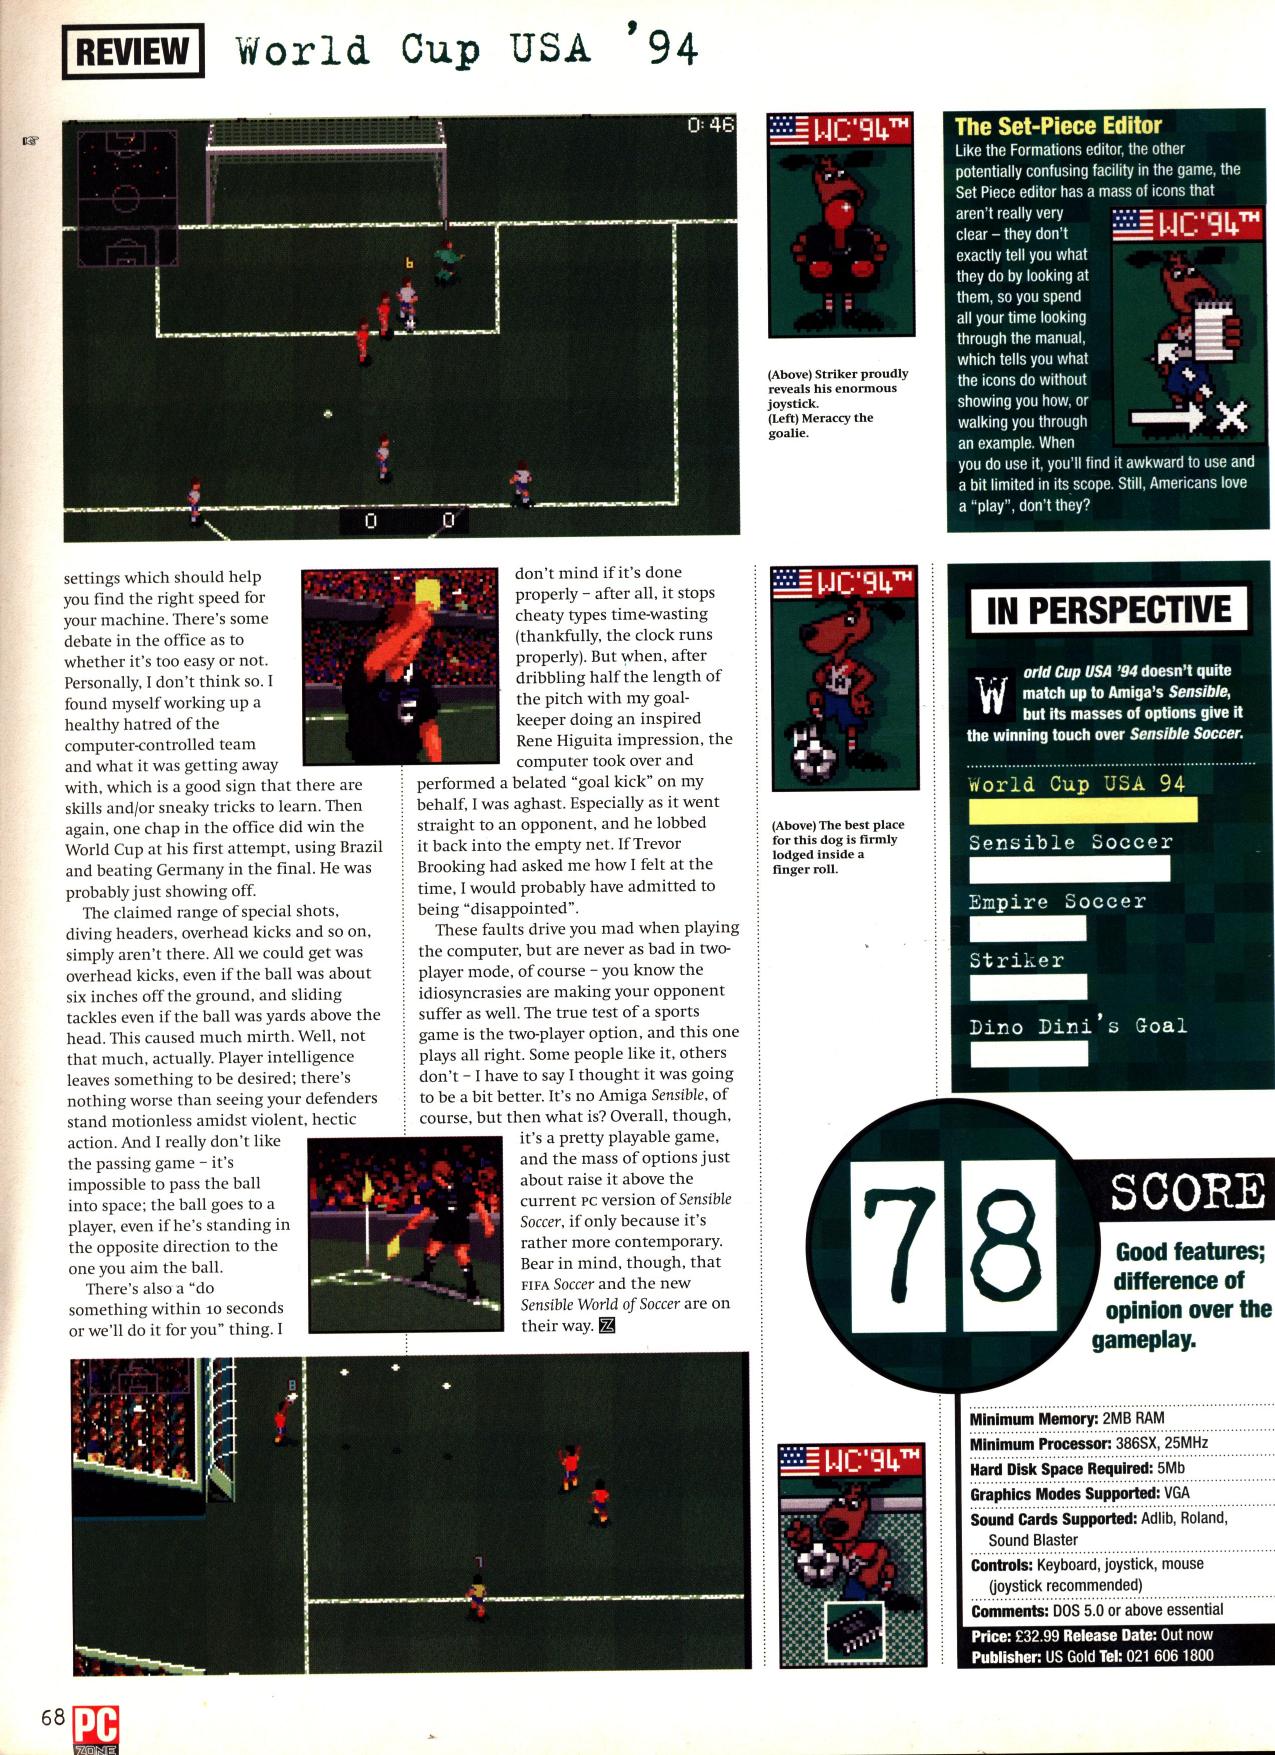 REVIEW World Cup USA '94
0:46
6
0 0
WC'94™
(Above) Striker proudly
reveals his enormous
joystick.
(Left) Meraccy the
goalie.
The Set-Piece Editor
Like the Formations editor, the other
potentially confusing facility in the game, the
Set Piece editor has a mass of icons that
aren't really very
clear – they don't
exactly tell you what
they do by looking at
them, so you spend
all your time looking
through the manual,
which tells you what
the icons do without
showing you how, or
walking you through
an example. When
you do use it, you'll find it awkward to use and
a bit limited in its scope. Still, Americans love
a “play”, don't they?
WC'94™
settings which should help
you find the right speed for
your machine. There's some
debate in the office as to
whether it's too easy or not.
Personally, I don't think so. I
found myself working up a
healthy hatred of the
computer-controlled team
and what it was getting away
with, which is a good sign that there are
skills and/or sneaky tricks to learn. Then
again, one chap in the office did win the
World Cup at his first attempt, using Brazil
and beating Germany in the final. He was
probably just showing off.
The claimed range of special shots,
diving headers, overhead kicks and so on,
simply aren't there. All we could get was
overhead kicks, even if the ball was about
six inches off the ground, and sliding
tackles even if the ball was yards above the
head. This caused much mirth. Well, not
that much, actually. Player intelligence
leaves something to be desired; there's
nothing worse than seeing your defenders
stand motionless amidst violent, hectic
action. And I really don't like
the passing game – it's
impossible to pass the ball
into space; the ball goes to a
player, even if he's standing in
the opposite direction to the
one you aim the ball.
There's also a “do
something within 10 seconds
or we'll do it for you” thing. I
don't mind if it's done
properly – after all, it stops
cheaty types time-wasting
(thankfully, the clock runs
properly). But when, after
dribbling half the length of
the pitch with my goal-
keeper doing an inspired
Rene Higuita impression, the
computer took over and
performed a belated “goal kick” on my
behalf, I was aghast. Especially as it went
straight to an opponent, and he lobbed
it back into the empty net. If Trevor
Brooking had asked me how I felt at the
time, I would probably have admitted to
being “disappointed”.
These faults drive you mad when playing
the computer, but are never as bad in two-
player mode, of course – you know the
idiosyncrasies are making your opponent
suffer as well. The true test of a sports
game is the two-player option, and this one
plays all right. Some people like it, others
don't – I have to say I thought it was going
to be a bit better. It's no Amiga Sensible, of
course, but then what is? Overall, though,
it's a pretty playable game,
and the mass of options just
about raise it above the
current PC version of Sensible
Soccer, if only because it's
rather more contemporary.
Bear in mind, though, that
FIFA Soccer and the new
Sensible World of Soccer are on
their way. Z
WC'94™
(Above) The best place
for this dog is firmly
lodged inside a
finger roll.
IN PERSPECTIVE
World Cup USA '94 doesn't quite
match up to Amiga's Sensible,
but its masses of options give it
the winning touch over Sensible Soccer.
World Cup USA 94
Sensible Soccer
Empire Soccer
Striker
Dino Dini's Goal
78 SCORE
Good features;
difference of
opinion over the
gameplay.
8
7
WC'94™
Minimum Memory: 2MB RAM
Minimum Processor: 386SX, 25MHz
Hard Disk Space Required: 5Mb
Graphics Modes Supported: VGA
Sound Cards Supported: Adlib, Roland,
Sound Blaster
Controls: Keyboard, joystick, mouse
(joystick recommended)
Comments: DOS 5.0 or above essential
Price: £32.99 Release Date: Out now
Publisher: US Gold Tel: 021 606 1800
68 PC
ZONE